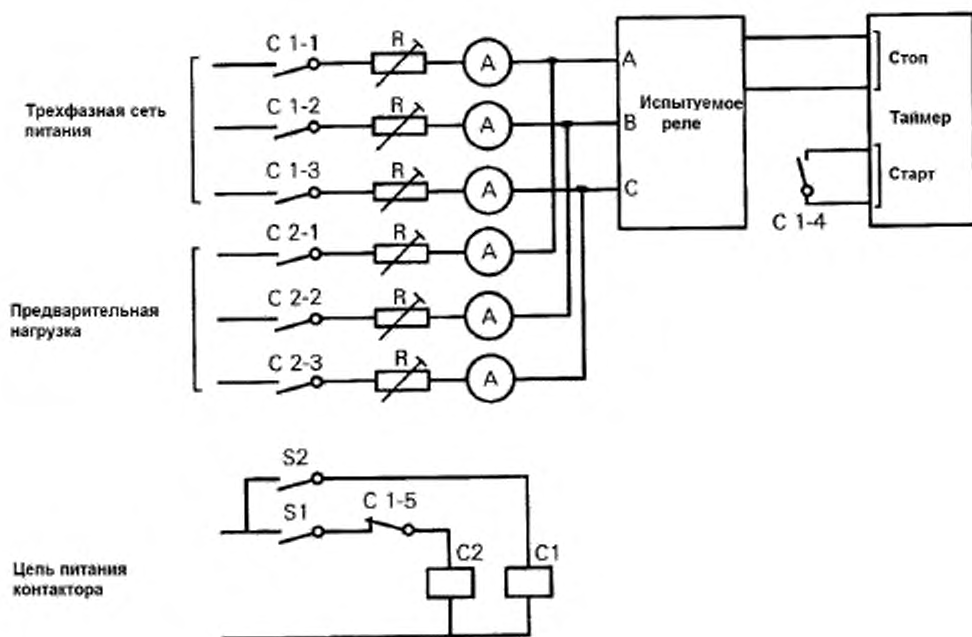 C 1-1
R
A
A
Трехфазная сеть
питания
C 1-2
R
A
B
C 1-3
R
A
C
Испытуемое
реле
Стоп
Таймер
Старт
C 1-4
C 2-1
R
A
Предварительная
нагрузка
C 2-2
R
A
C 2-3
R
A
S2
S1
C 1-5
C2
C1
Цепь питания
контактора